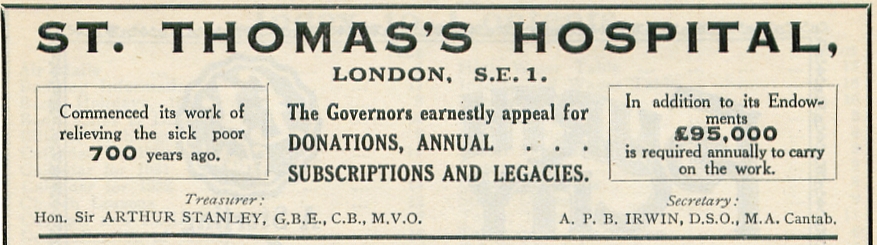 ST. THOMAS'S HOSPITAL,
LONDON, S.E. 1.
Commenced its work of
relieving the sick poor
700 years ago.
The Governors earnestly appeal for
DONATIONS, ANNUAL . . .
SUBSCRIPTIONS AND LEGACIES.
In addition to its Endow-
ments
£95,000
is required annually to carry
on the work.
Treasurer:
Hon. Sir ARTHUR STANLEY, G.B.E., C.B., M.V.O.
Secretary:
A. P. B. IRWIN, D.S.O., M.A. Cantab.